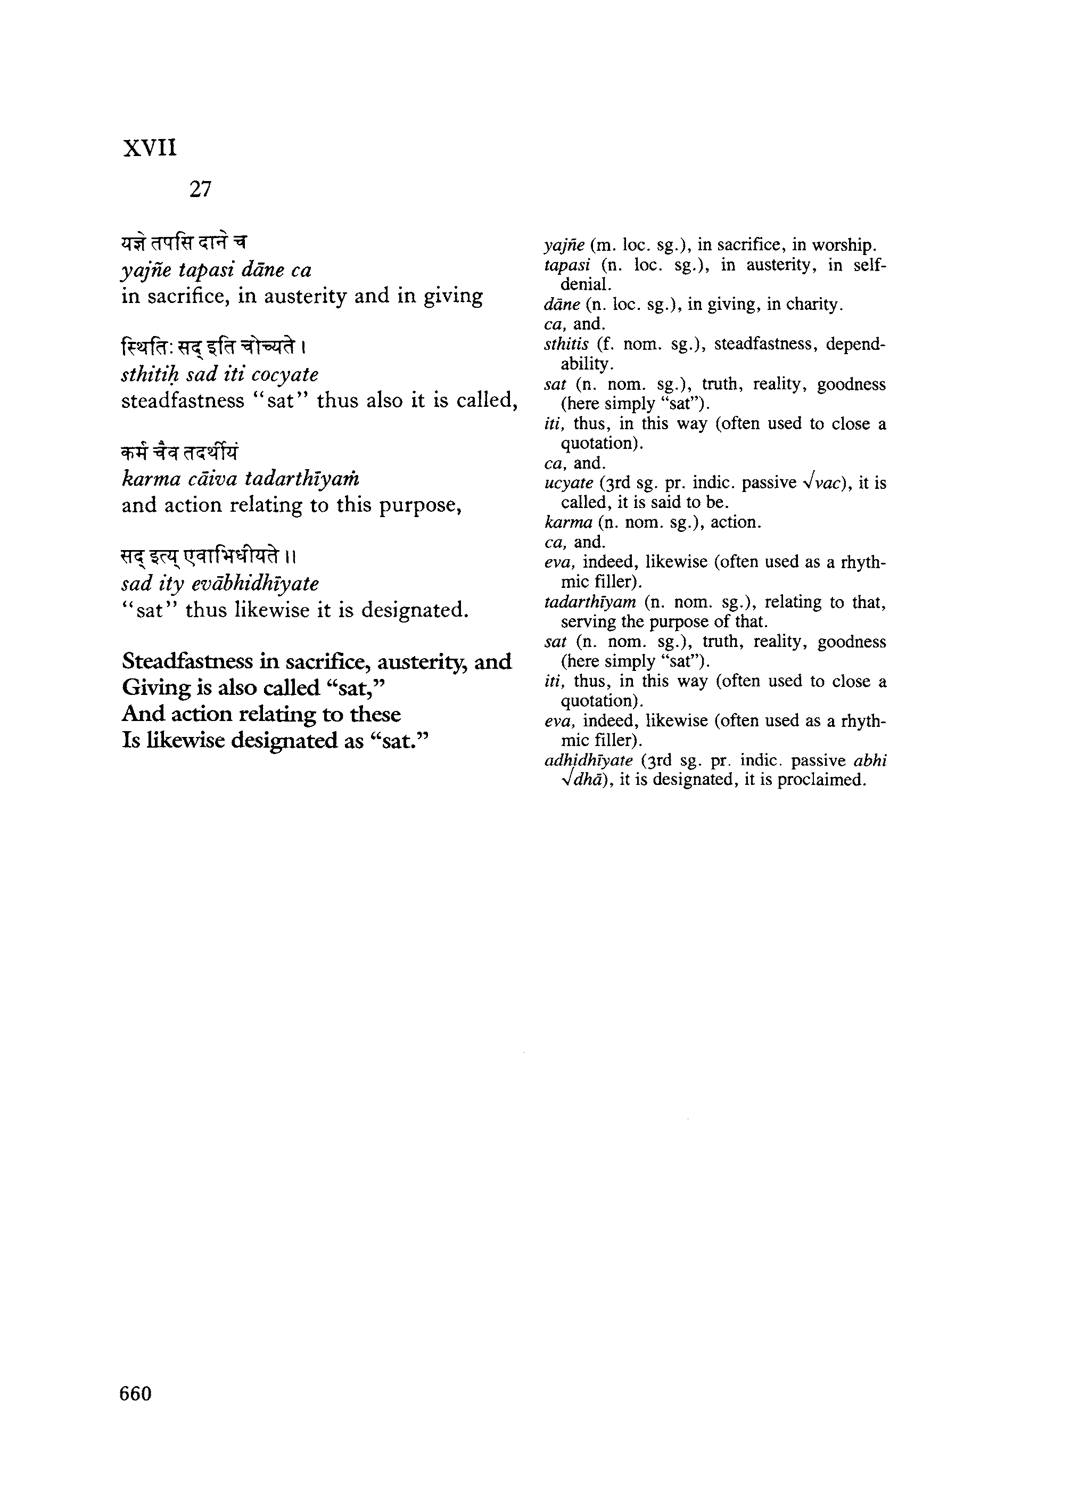 XVII
27
यज्ञे तपसि दाने च
yajñe tapasi dāne ca
in sacrifice, in austerity and in giving
स्थितिः सद् इति चोच्यते ।
sthitiḥ sad iti cocyate
steadfastness “sat” thus also it is called,
कर्म चैव तदर्थीयं
karma cāiva tadarthīyaṁ
and action relating to this purpose,
सद् इत्य् एवाभिधीयते ।।
sad ity evābhidhīyate
“sat” thus likewise it is designated.
Steadfastness in sacrifice, austerity, and
Giving is also called “sat,”
And action relating to these
Is likewise designated as “sat.”
yajñe (m. loc. sg.), in sacrifice, in worship.
tapasi (n. loc. sg.), in austerity, in self-
denial.
dāne (n. loc. sg.), in giving, in charity.
ca, and.
sthitis (f. nom. sg.), steadfastness, depend-
ability.
sat (n. nom. sg.), truth, reality, goodness
(here simply “sat”).
iti, thus, in this way (often used to close a
quotation).
ca, and.
ucyate (3rd sg. pr. indic. passive √vac), it is
called, it is said to be.
karma (n. nom. sg.), action.
ca, and.
eva, indeed, likewise (often used as a rhyth-
mic filler).
tadarthīyam (n. nom. sg.), relating to that,
serving the purpose of that.
sat (n. nom. sg.), truth, reality, goodness
(here simply “sat”).
iti, thus, in this way (often used to close a
quotation).
eva, indeed, likewise (often used as a rhyth-
mic filler).
adhidhīyate (3rd sg. pr. indic. passive abhi
√dhā), it is designated, it is proclaimed.
660